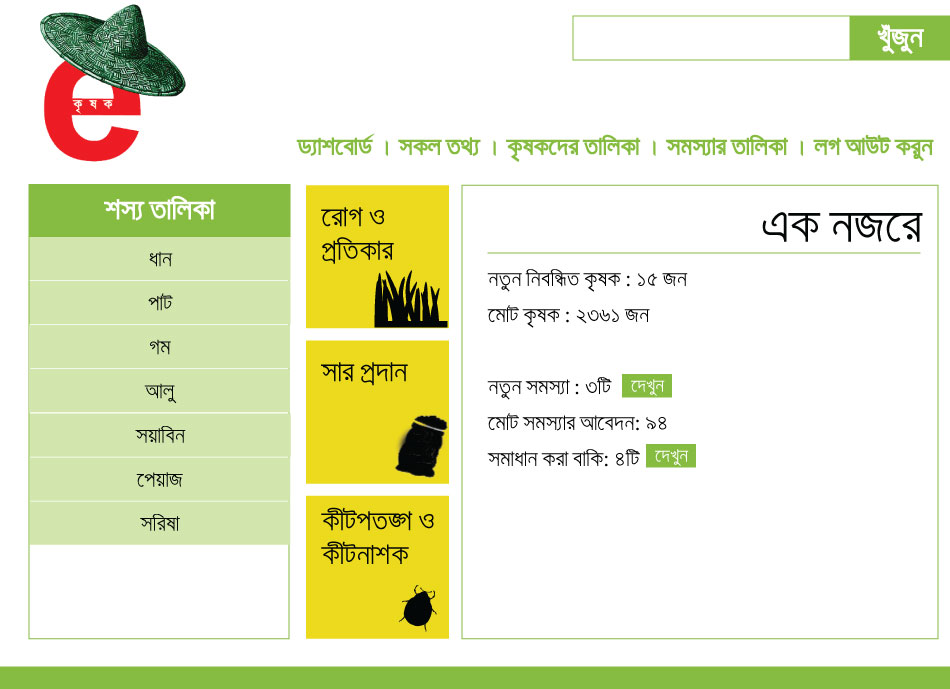 খুঁজুন
কৃষক
ড্যাশবোর্ড । সকল তথ্য । কৃষকদের তালিকা । সমস্যার তালিকা । লগ আউট করুন
শস্য তালিকা
ধান
পাট
গম
আলু
সয়াবিন
পেয়াজ
সরিষা
রোগ ও
প্রতিকার
সার প্রদান
কীটপতঙ্গ ও
কীটনাশক
এক নজরে
নতুন নিবন্ধিত কৃষক : ১৫ জন
মোট কৃষক : ২৩৬১ জন
নতুন সমস্যা : ৩টি দেখুন
মোট সমস্যার আবেদন: ৯৪
সমাধান করা বাকি: ৪টি দেখুন